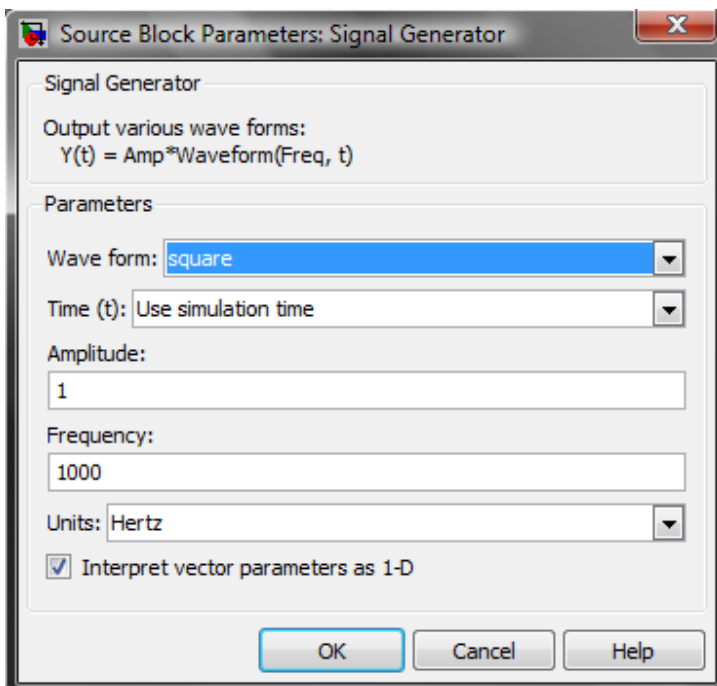 Source Block Parameters: Signal Generator
Signal Generator
Output various wave forms:
Y(t) = Amp*Waveform(Freq, t)
Parameters
Wave form: square
Time (t): Use simulation time
Amplitude:
1
Frequency:
1000
Units: Hertz
Interpret vector parameters as 1-D
OK Cancel Help